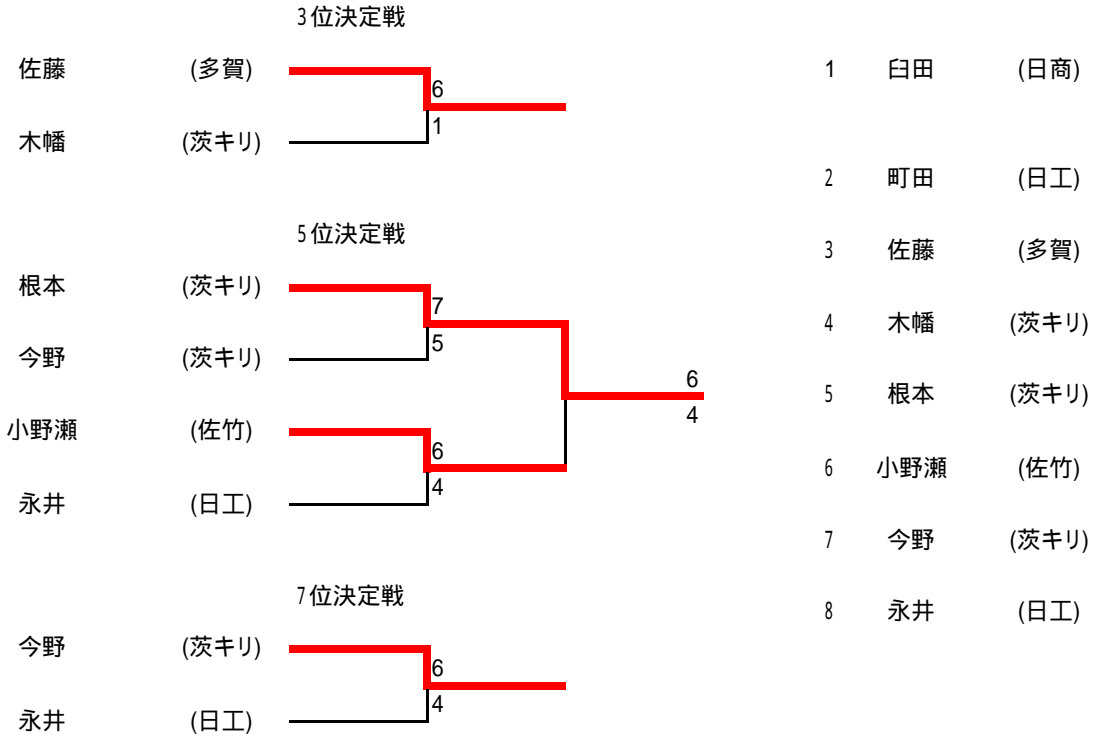 3位決定戦
佐藤 (多賀)
6
1
木幡 (茨キリ)
5位決定戦
根本 (茨キリ)
7
5
今野 (茨キリ)
6
4
小野瀬 (佐竹)
6
4
永井 (日工)
7位決定戦
今野 (茨キリ)
6
4
永井 (日工)
1 臼田 (日商)
2 町田 (日工)
3 佐藤 (多賀)
4 木幡 (茨キリ)
5 根本 (茨キリ)
6 小野瀬 (佐竹)
7 今野 (茨キリ)
8 永井 (日工)